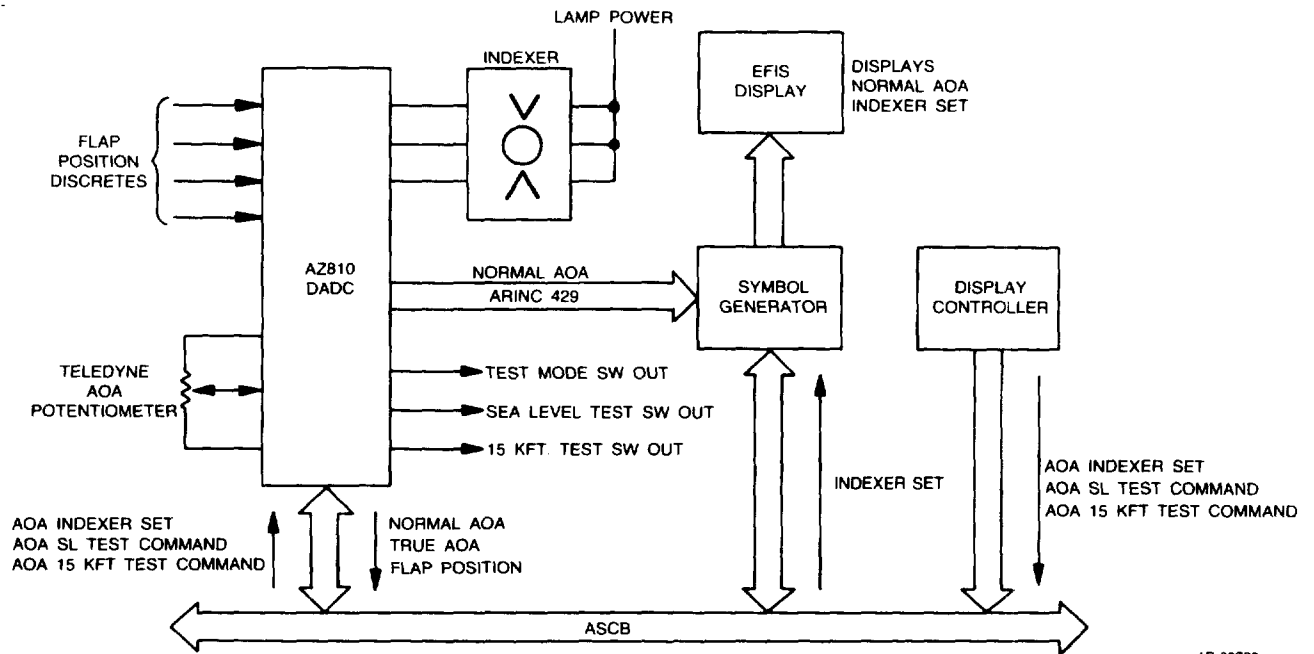 LAMP POWER
INDEXER
EFIS
DISPLAY
DISPLAYS
NORMAL AOA
INDEXER SET
FLAP
POSITION
DISCRETES
AZ810
DADC
NORMAL AOA
ARINC 429
SYMBOL
GENERATOR
DISPLAY
CONTROLLER
TELEDYNE
AOA
POTENTIOMETER
TEST MODE SW OUT
SEA LEVEL TEST SW OUT
15 KFT. TEST SW OUT
INDEXER SET
AOA INDEXER SET
AOA SL TEST COMMAND
AOA 15 KFT TEST COMMAND
AOA INDEXER SET
AOA SL TEST COMMAND
AOA 15 KFT TEST COMMAND
NORMAL AOA
TRUE AOA
FLAP POSITION
ASCB